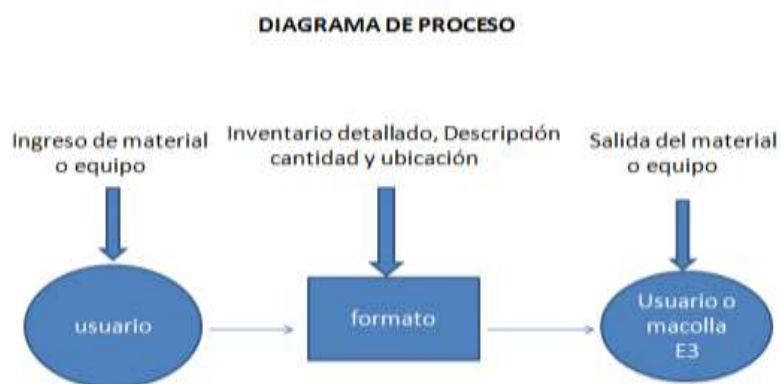 DIAGRAMA DE PROCESO
Ingreso de material
o equipo
Inventario detallado, Descripción
cantidad y ubicación
Salida del material
o equipo
usuario
formato
Usuario o
macolla
E3